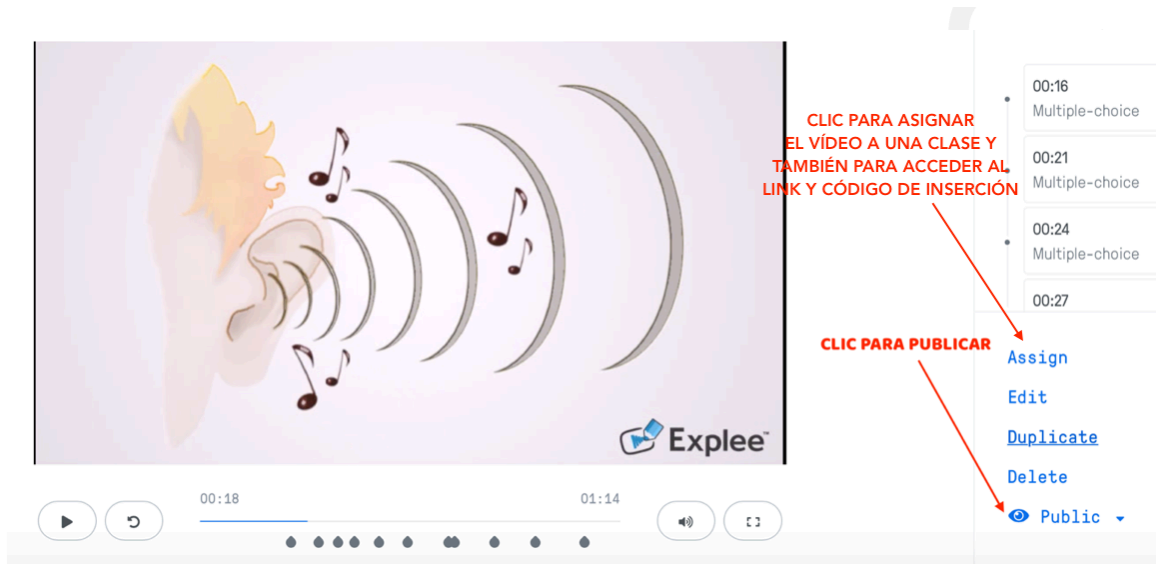 00:16
Multiple-choice
CLIC PARA ASIGNAR
EL VÍDEO A UNA CLASE Y
TAMBIÉN PARA ACCEDER AL
LINK Y CÓDIGO DE INSERCIÓN
00:21
Multiple-choice
00:24
Multiple-choice
00:27
CLIC PARA PUBLICAR
Assign
Edit
Duplicate
Delete
Public
Explee™
00:18
01:14